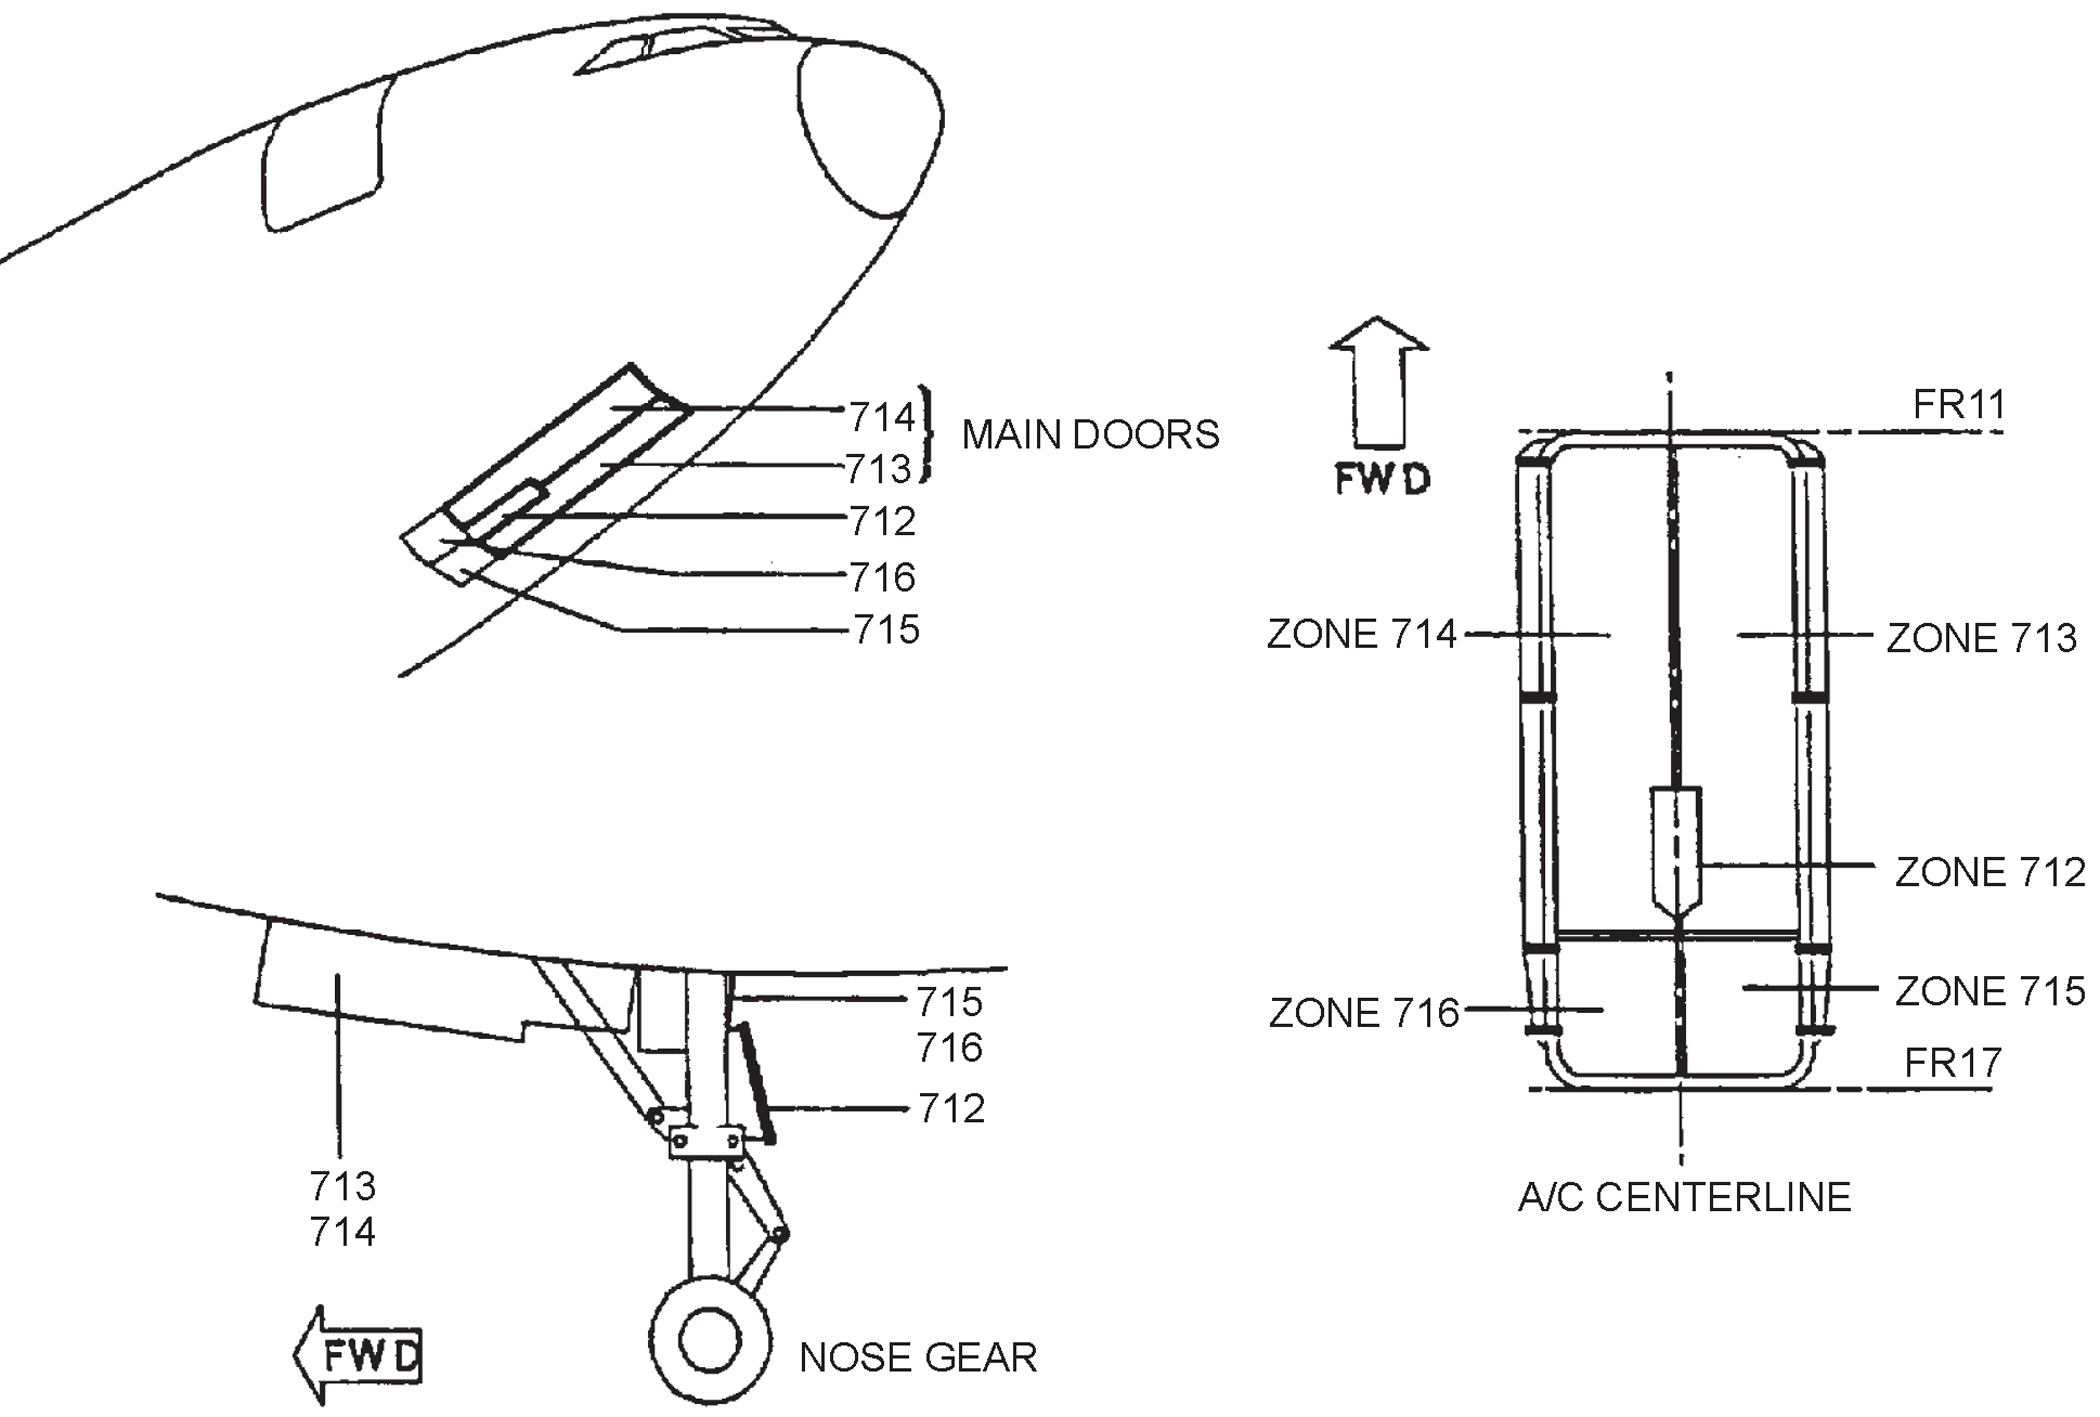 714
713
MAIN DOORS
712
716
715
FWD
FR11
ZONE 714
ZONE 713
ZONE 712
ZONE 716
ZONE 715
FR17
A/C CENTERLINE
715
716
712
713
714
FWD
NOSE GEAR